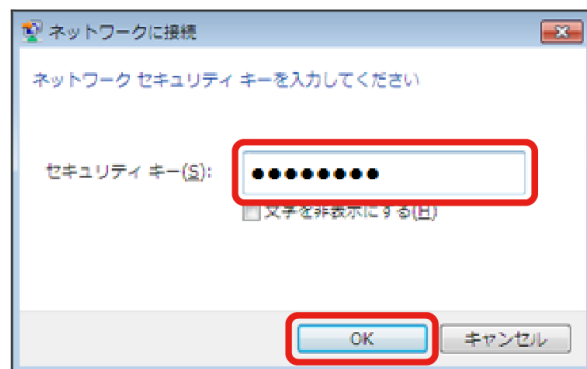 ネットワークに接続
ネットワーク セキュリティ キーを入力してください
セキュリティ キー(S): ●●●●●●●●
文字を非表示にする(H)
OK キャンセル